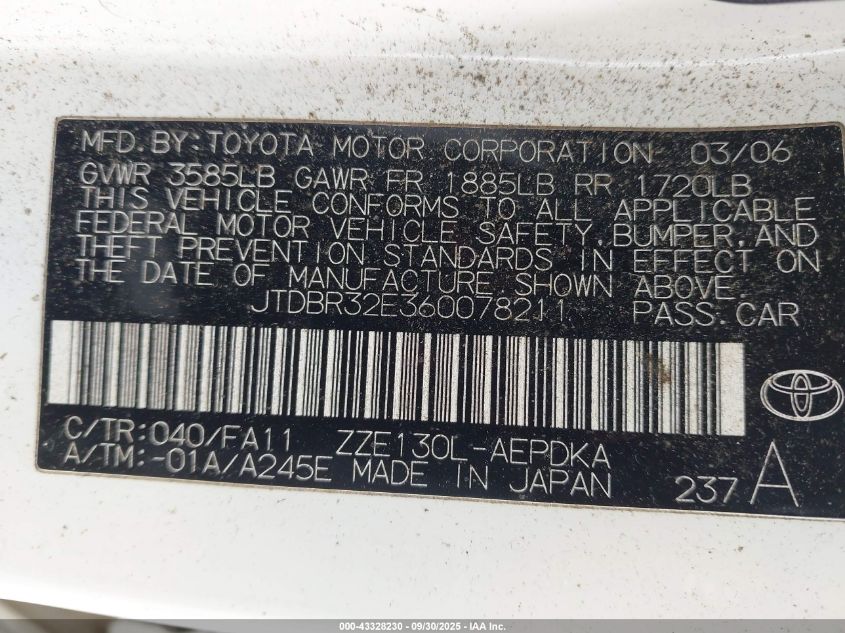 MFD. BY: TOYOTA MOTOR CORPORATION 03/06
GVWR 3585LB GAWR FR 1885LB RR 1720LB
THIS VEHICLE CONFORMS TO ALL APPLICABLE
FEDERAL MOTOR VEHICLE SAFETY, BUMPER, AND
THEFT PREVENTION STANDARDS IN EFFECT ON
THE DATE OF MANUFACTURE SHOWN ABOVE.
JTDBR32E360078211 PASS. CAR
C/TR: 040/FA11 ZZE130L-AEPDKA
A/TM: -01A/A245E MADE IN JAPAN 237 A
000-43328230 - 09/30/2025 - IAA Inc.